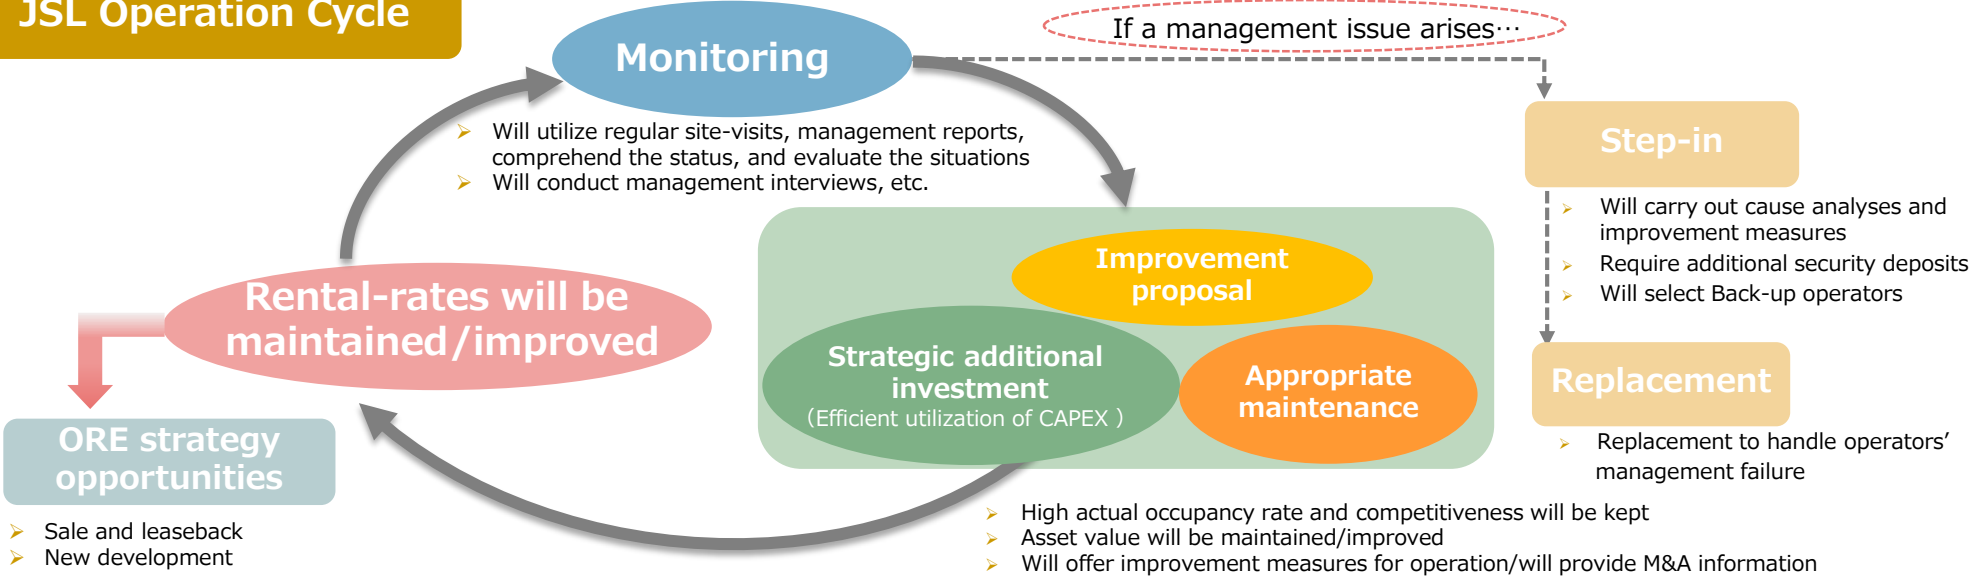 JSL Operation Cycle
Monitoring
If a management issue arises…
➢ Will utilize regular site-visits, management reports,
comprehend the status, and evaluate the situations
➢ Will conduct management interviews, etc.
Step-in
➢ Will carry out cause analyses and
improvement measures
➢ Require additional security deposits
➢ Will select Back-up operators
Improvement
proposal
Rental-rates will be
maintained/improved
Strategic additional
investment
（Efficient utilization of CAPEX ）
Appropriate
maintenance
Replacement
➢ Replacement to handle operators’
management failure
ORE strategy
opportunities
➢ Sale and leaseback
➢ New development
➢ High actual occupancy rate and competitiveness will be kept
➢ Asset value will be maintained/improved
➢ Will offer improvement measures for operation/will provide M&A information